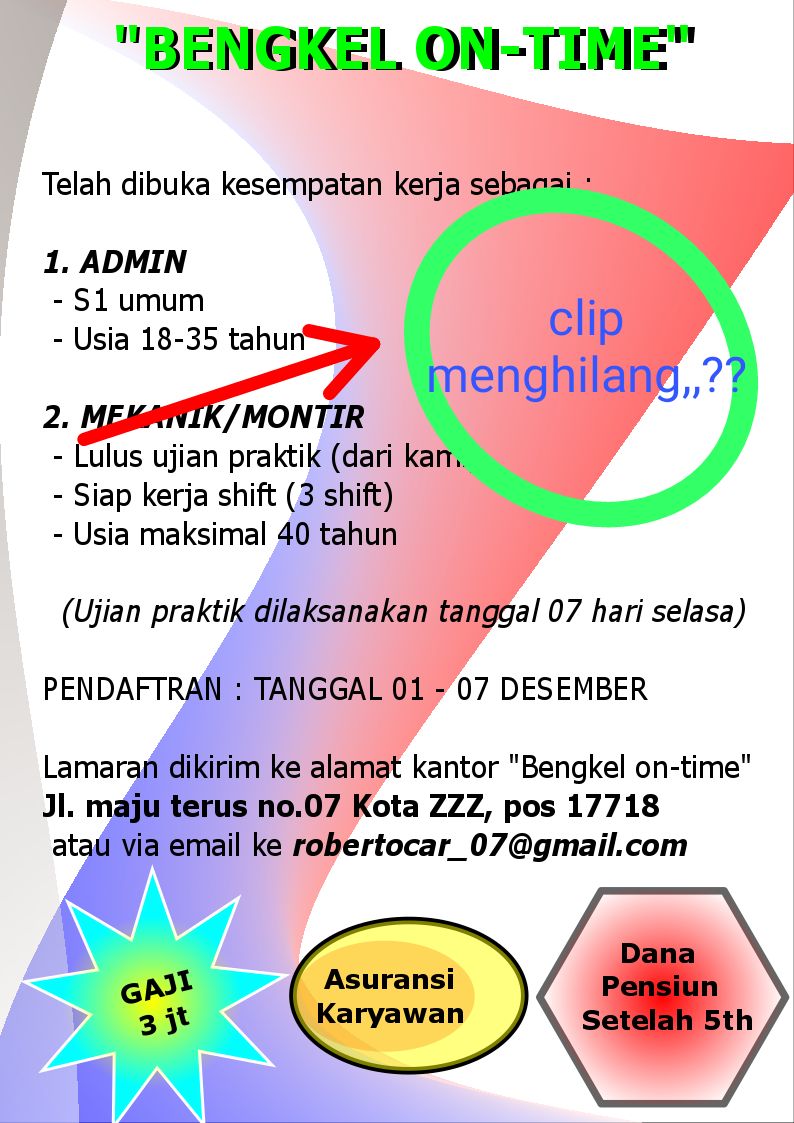 "BENGKEL ON-TIME"
Telah dibuka kesempatan kerja sebagai :
1. ADMIN
- S1 umum
- Usia 18-35 tahun
clip
menghilang,,??
2. MEKANIK/MONTIR
- Lulus ujian praktik (dari kami)
- Siap kerja shift (3 shift)
- Usia maksimal 40 tahun
(Ujian praktik dilaksanakan tanggal 07 hari selasa)
PENDAFTRAN : TANGGAL 01 - 07 DESEMBER
Lamaran dikirim ke alamat kantor "Bengkel on-time"
Jl. maju terus no.07 Kota ZZZ, pos 17718
atau via email ke robertocar_07@gmail.com
GAJI
3 jt
Asuransi
Karyawan
Dana
Pensiun
Setelah 5th